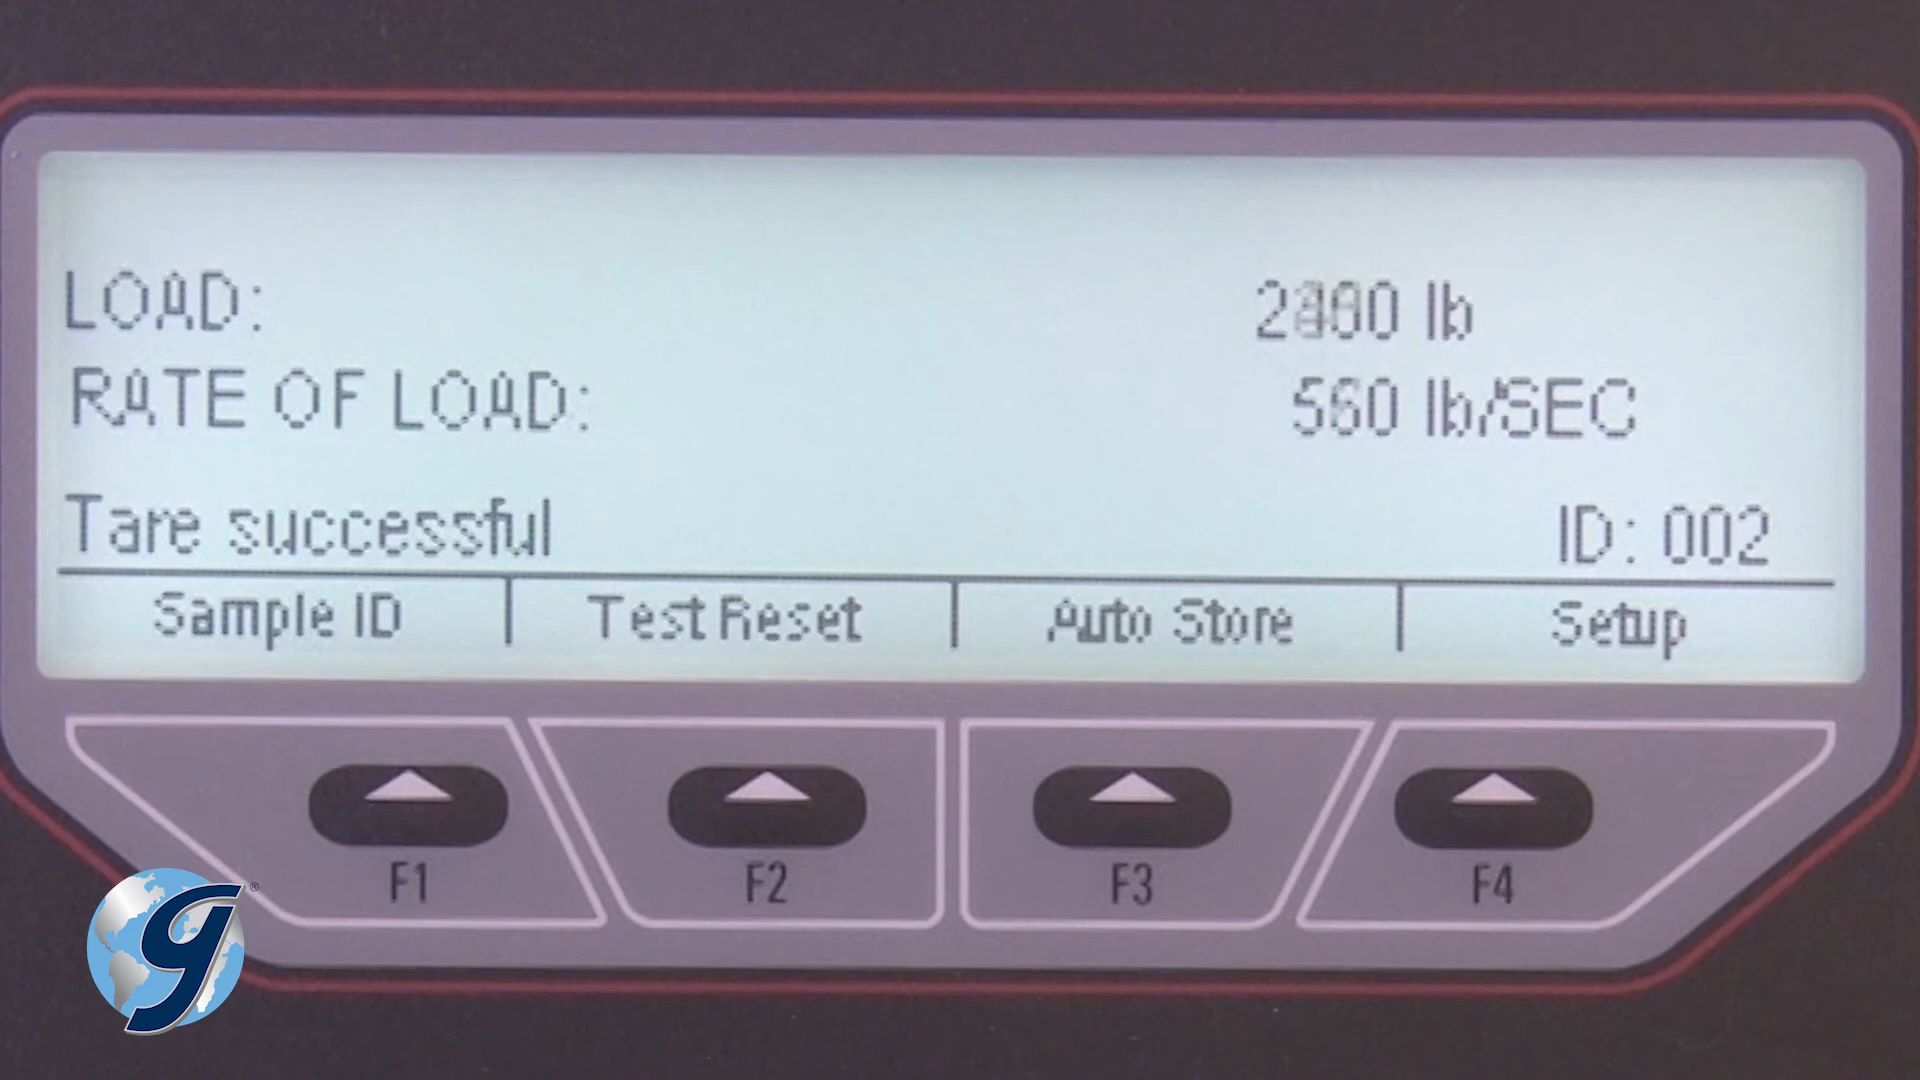 LOAD: lb
RATE OF LOAD: 560 lb/SEC
Tare successful ID: 002
Sample ID Test Reset Auto Store Setup
F1 F2 F3 F4
g®